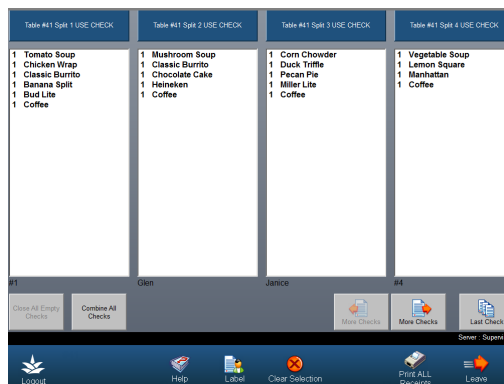 Table #41 Split 1 USE CHECK
Table #41 Split 2 USE CHECK
Table #41 Split 3 USE CHECK
Table #41 Split 4 USE CHECK
1 Tomato Soup
1 Chicken Wrap
1 Classic Burrito
1 Banana Split
1 Bud Lite
1 Coffee
1 Mushroom Soup
1 Classic Burrito
1 Chocolate Cake
1 Heineken
1 Coffee
1 Corn Chowder
1 Duck Triffle
1 Pecan Pie
1 Miller Lite
1 Coffee
1 Vegetable Soup
1 Lemon Square
1 Manhattan
1 Coffee
#1
Glen
Janice
#4
Close All Empty
Checks
Combine All
Checks
More Checks
More Checks
Last Check
Server : Superv
Logout
Help
Label
Clear Selection
Print ALL
Receipts
Leave